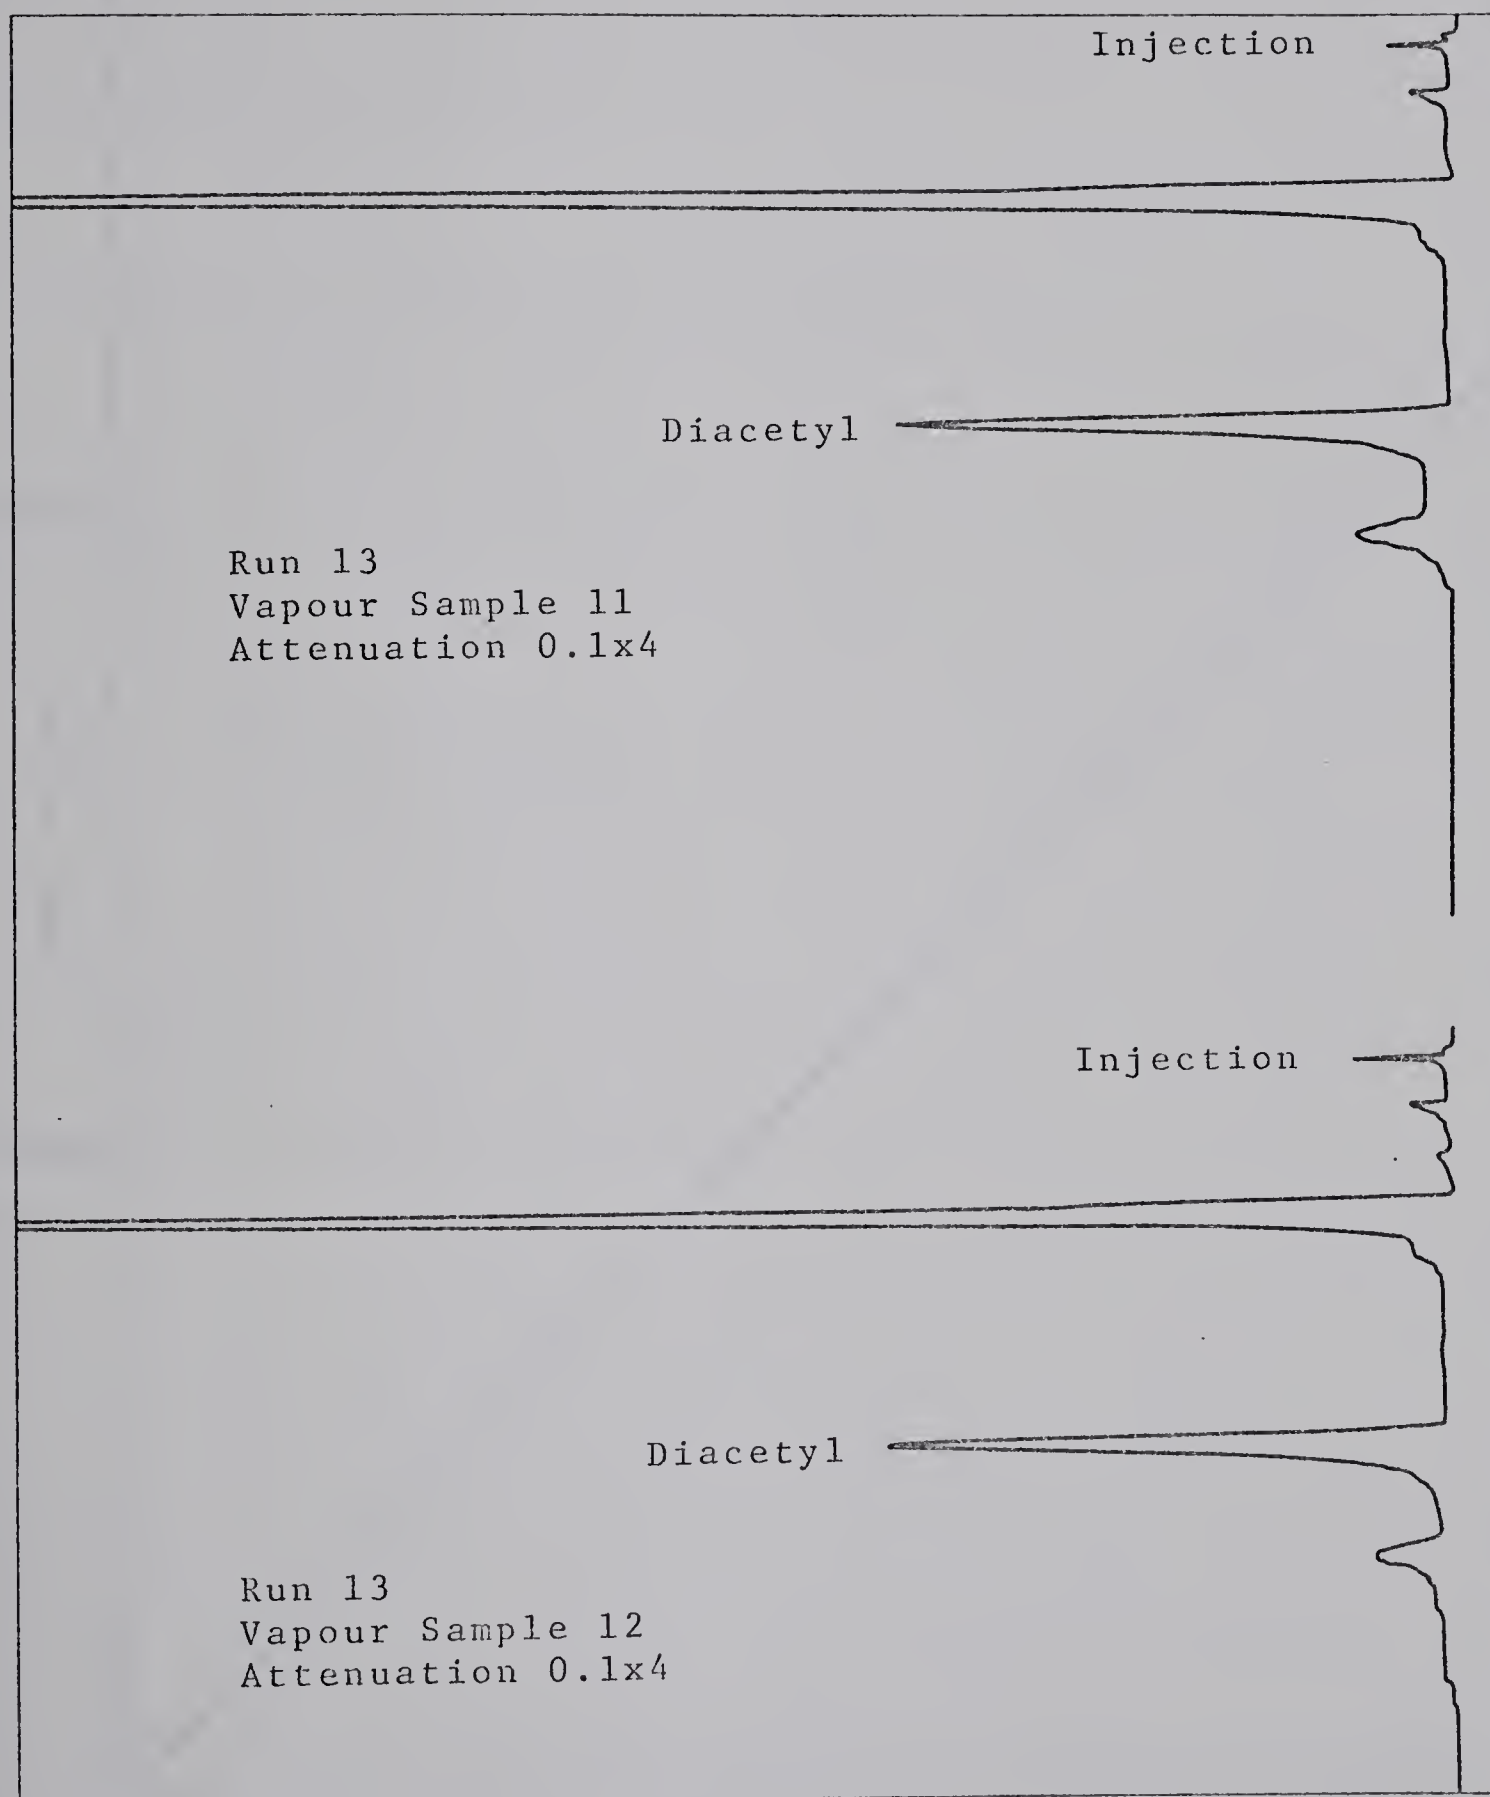 Injection
Diacetyl
Run 13
Vapour Sample 11
Attenuation 0.1x4
Injection
Diacetyl
Run 13
Vapour Sample 12
Attenuation 0.1x4